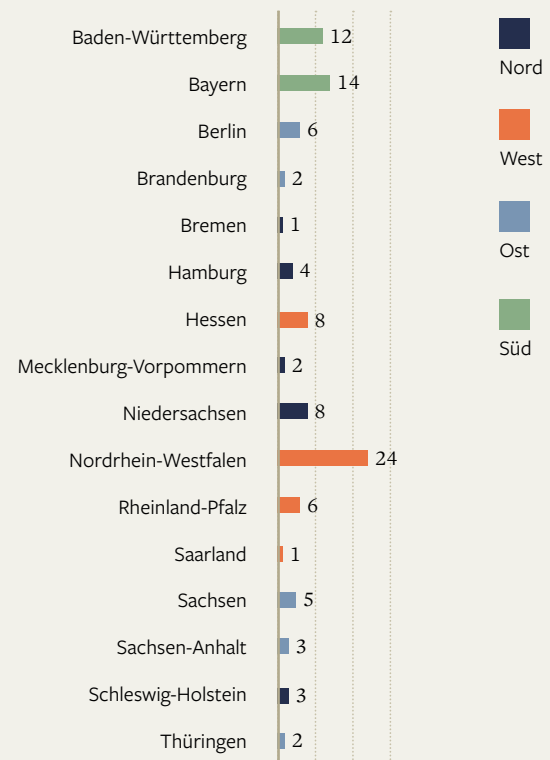 Baden-Württemberg 12
Bayern 14
Berlin 6
Brandenburg 2
Bremen 1
Hamburg 4
Hessen 8
Mecklenburg-Vorpommern 2
Niedersachsen 8
Nordrhein-Westfalen 24
Rheinland-Pfalz 6
Saarland 1
Sachsen 5
Sachsen-Anhalt 3
Schleswig-Holstein 3
Thüringen 2
Nord
West
Ost
Süd